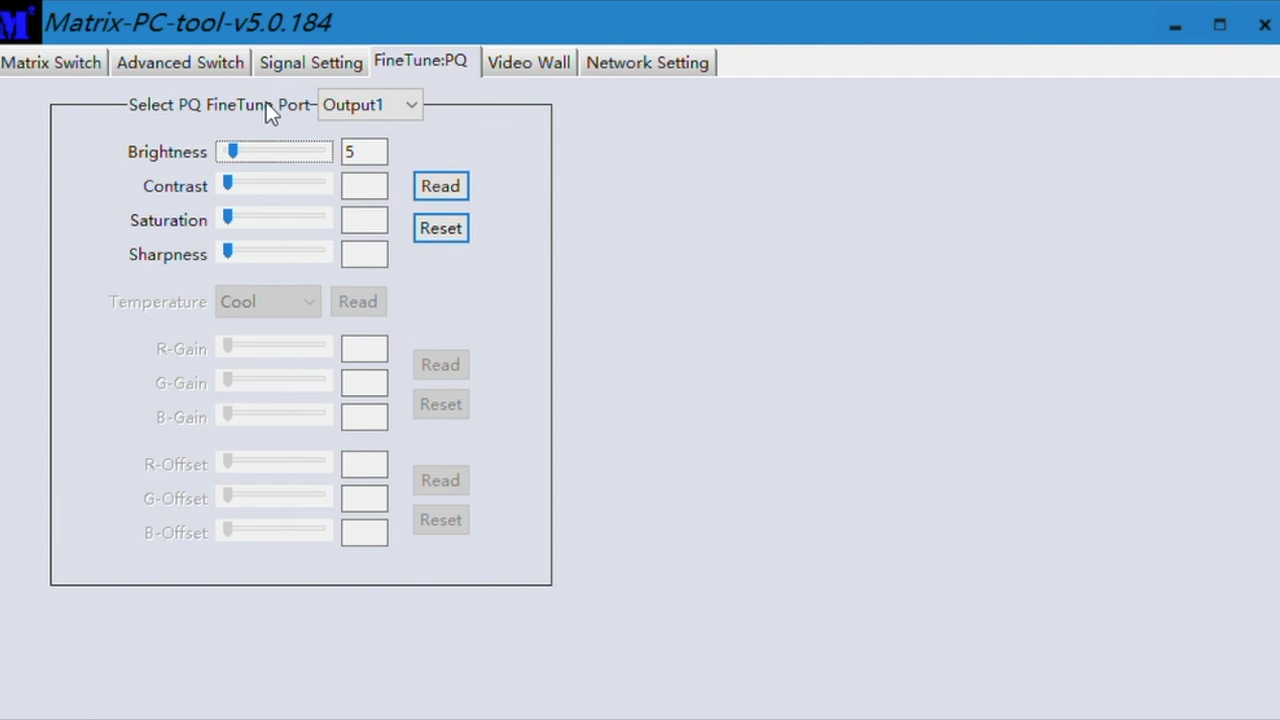 M Matrix-PC-tool-v5.0.184
Matrix Switch Advanced Switch Signal Setting FineTune:PQ Video Wall Network Setting
Select PQ FineTune Port Output1
Brightness 5
Contrast Read
Saturation Reset
Sharpness
Temperature Cool Read
R-Gain Read
G-Gain Reset
B-Gain
R-Offset Read
G-Offset Reset
B-Offset